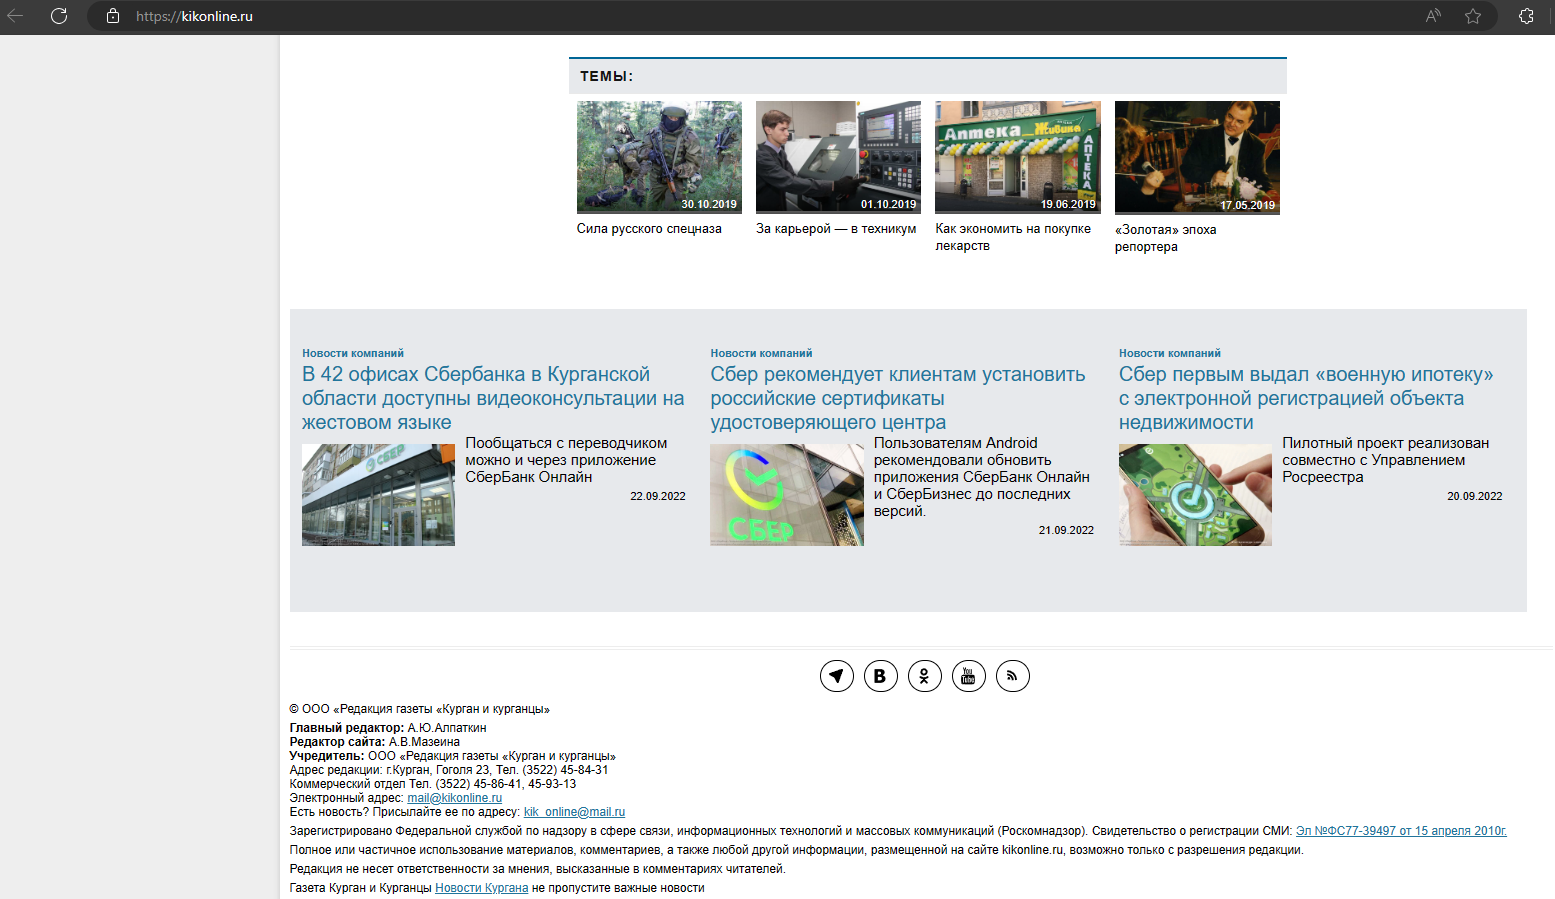 https://kikonline.ru
ТЕМЫ:
Аптека Живика
АПТЕКА
30.10.2019
01.10.2019
19.06.2019
17.05.2019
Сила русского спецназа
За карьерой — в техникум
Как экономить на покупке
лекарств
«Золотая» эпоха
репортера
Новости компаний
В 42 офисах Сбербанка в Курганской
области доступны видеоконсультации на
жестовом языке
СБЕР
Пообщаться с переводчиком
можно и через приложение
СберБанк Онлайн
22.09.2022
Новости компаний
Сбер рекомендует клиентам установить
российские сертификаты
удостоверяющего центра
СБЕР
Пользователям Android
рекомендовали обновить
приложения СберБанк Онлайн
и СберБизнес до последних
версий.
21.09.2022
Новости компаний
Сбер первым выдал «военную ипотеку»
с электронной регистрацией объекта
недвижимости
Пилотный проект реализован
совместно с Управлением
Росреестра
20.09.2022
You Tube
© ООО «Редакция газеты «Курган и курганцы»
Главный редактор: А.Ю.Алпаткин
Редактор сайта: А.В.Мазеина
Учредитель: ООО «Редакция газеты «Курган и курганцы»
Адрес редакции: г.Курган, Гоголя 23, Тел. (3522) 45-84-31
Коммерческий отдел Тел. (3522) 45-86-41, 45-93-13
Электронный адрес: mail@kikonline.ru
Есть новость? Присылайте ее по адресу: kik_online@mail.ru
Зарегистрировано Федеральной службой по надзору в сфере связи, информационных технологий и массовых коммуникаций (Роскомнадзор). Свидетельство о регистрации СМИ: Эл №ФС77-39497 от 15 апреля 2010г.
Полное или частичное использование материалов, комментариев, а также любой другой информации, размещенной на сайте kikonline.ru, возможно только с разрешения редакции.
Редакция не несет ответственности за мнения, высказанные в комментариях читателей.
Газета Курган и Курганцы Новости Кургана не пропустите важные новости